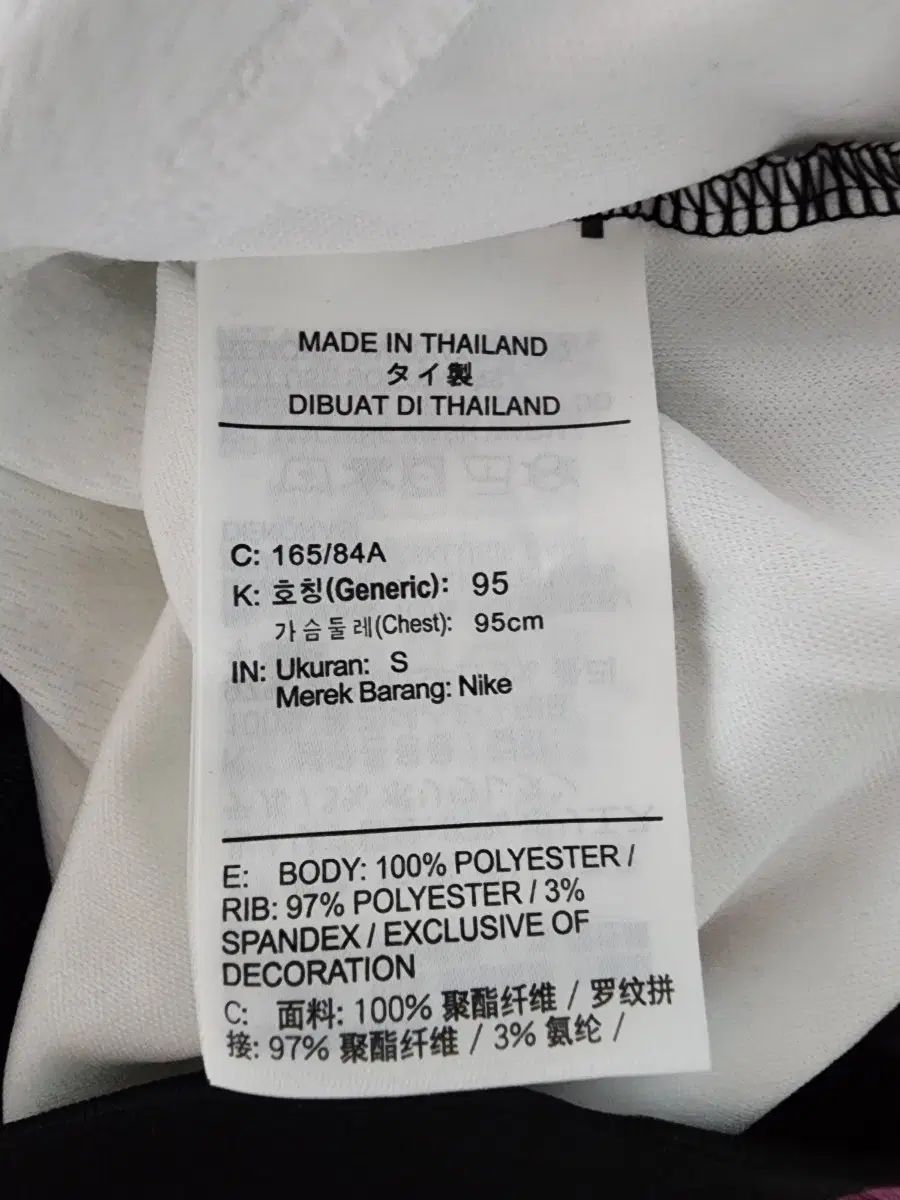 MADE IN THAILAND
タイ製
DIBUAT DI THAILAND
C: 165/84A
K: 호칭(Generic): 95
가슴둘레(Chest): 95cm
IN: Ukuran: S
Merek Barang: Nike
E: BODY: 100% POLYESTER /
RIB: 97% POLYESTER / 3%
SPANDEX / EXCLUSIVE OF
DECORATION
C: 面料: 100% 聚酯纤维 / 罗纹拼
接: 97% 聚酯纤维 / 3% 氨纶 /